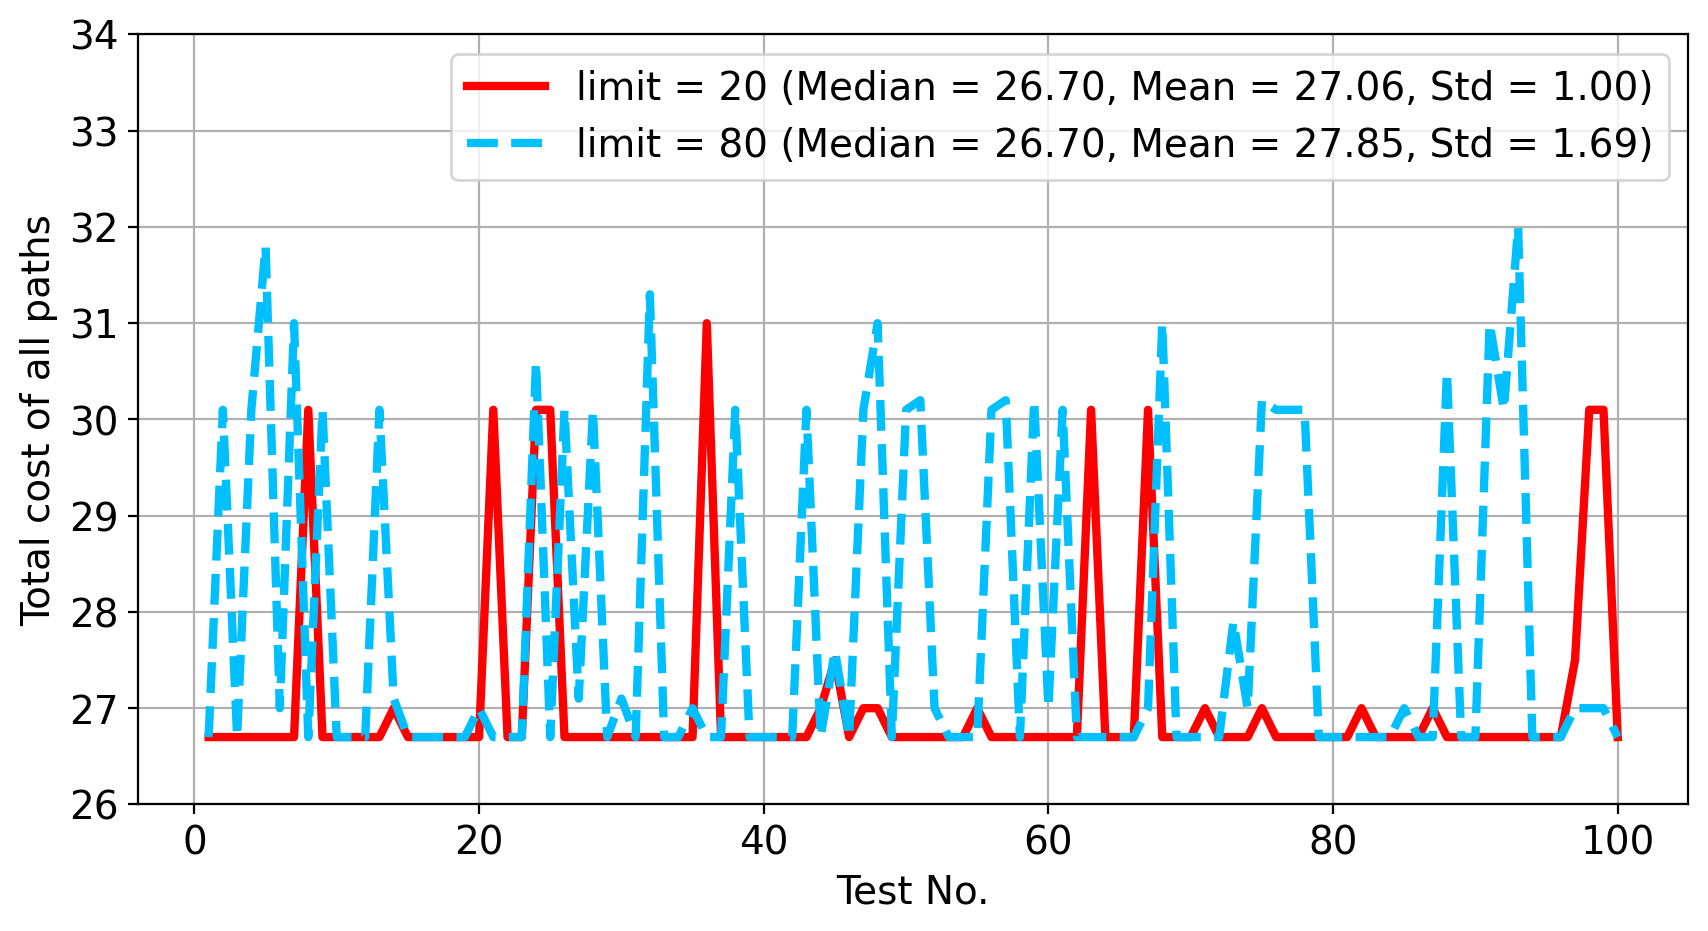 34
33
32
31
30
29
28
27
26
Total cost of all paths
limit = 20 (Median = 26.70, Mean = 27.06, Std = 1.00)
limit = 80 (Median = 26.70, Mean = 27.85, Std = 1.69)
0 20 40 60 80 100
Test No.